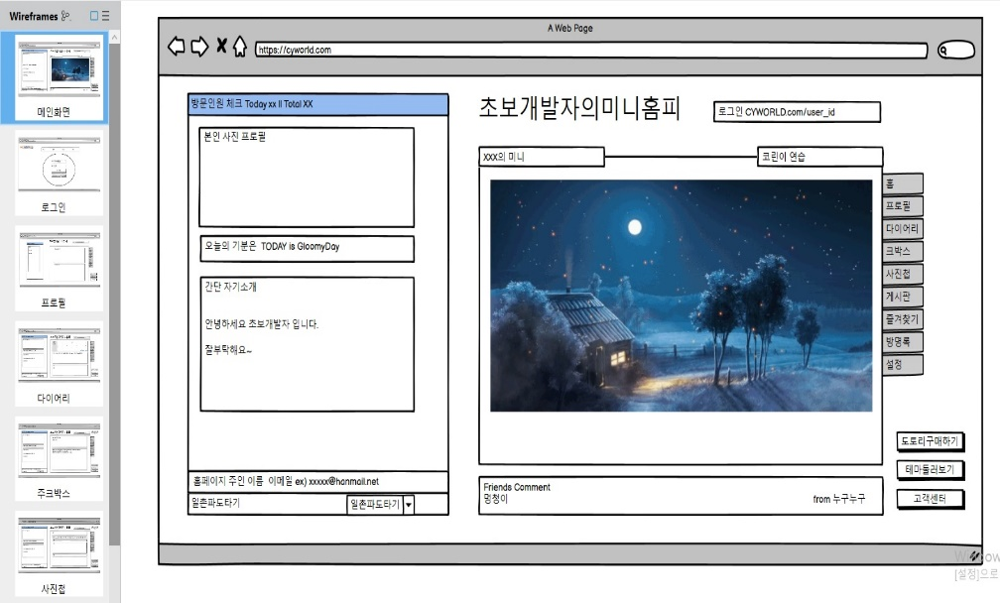 Wireframes
메인화면
로그인
프로필
다이어리
주크박스
사진첩
A Web Page
https://cyworld.com
방문인원 체크 Today xx ll Total XX
본인 사진 프로필
오늘의 기분은 TODAY is GloomyDay
간단 자기소개
안녕하세요 초보개발자 입니다.
잘부탁해요~
홈페이지 주인 이름 이메일 ex) xxxxx@hanmail.net
일촌파도타기
일촌파도타기
초보개발자의미니홈피
로그인 CYWORLD.com/user_id
XXX의 미니
코린이 연습
홈
프로필
다이어리
크박스
사진첩
게시판
즐겨찾기
방명록
설정
도토리구매하기
테마둘러보기
고객센터
Friends Comment
멍청이
from 누구누구
[설정]으로